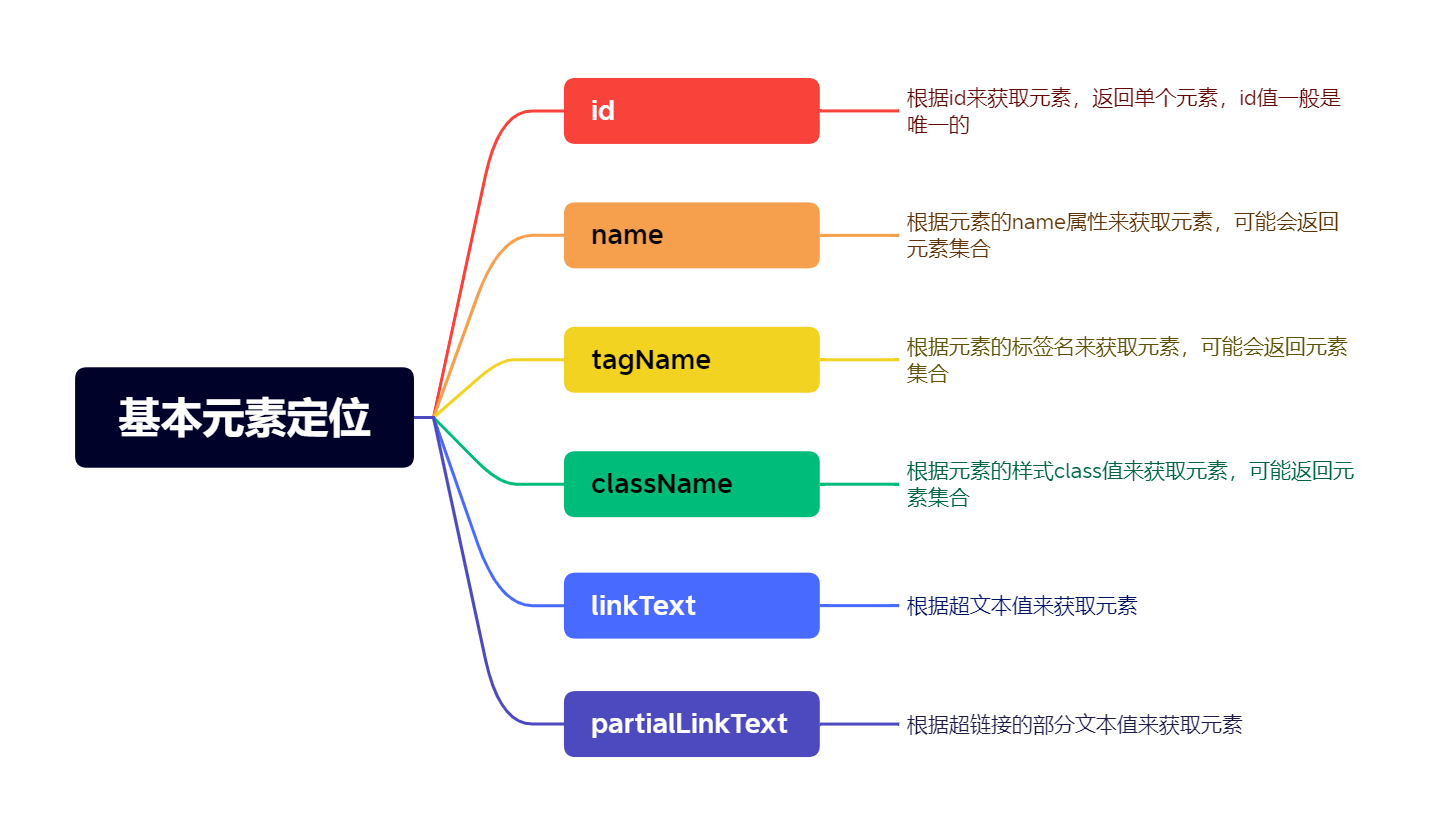 基本元素定位
id
根据id来获取元素，返回单个元素，id值一般是
唯一的
name
根据元素的name属性来获取元素，可能会返回
元素集合
tagName
根据元素的标签名来获取元素，可能会返回元素
集合
className
根据元素的样式class值来获取元素，可能返回元
素集合
linkText
根据超文本值来获取元素
partialLinkText
根据超链接的部分文本值来获取元素